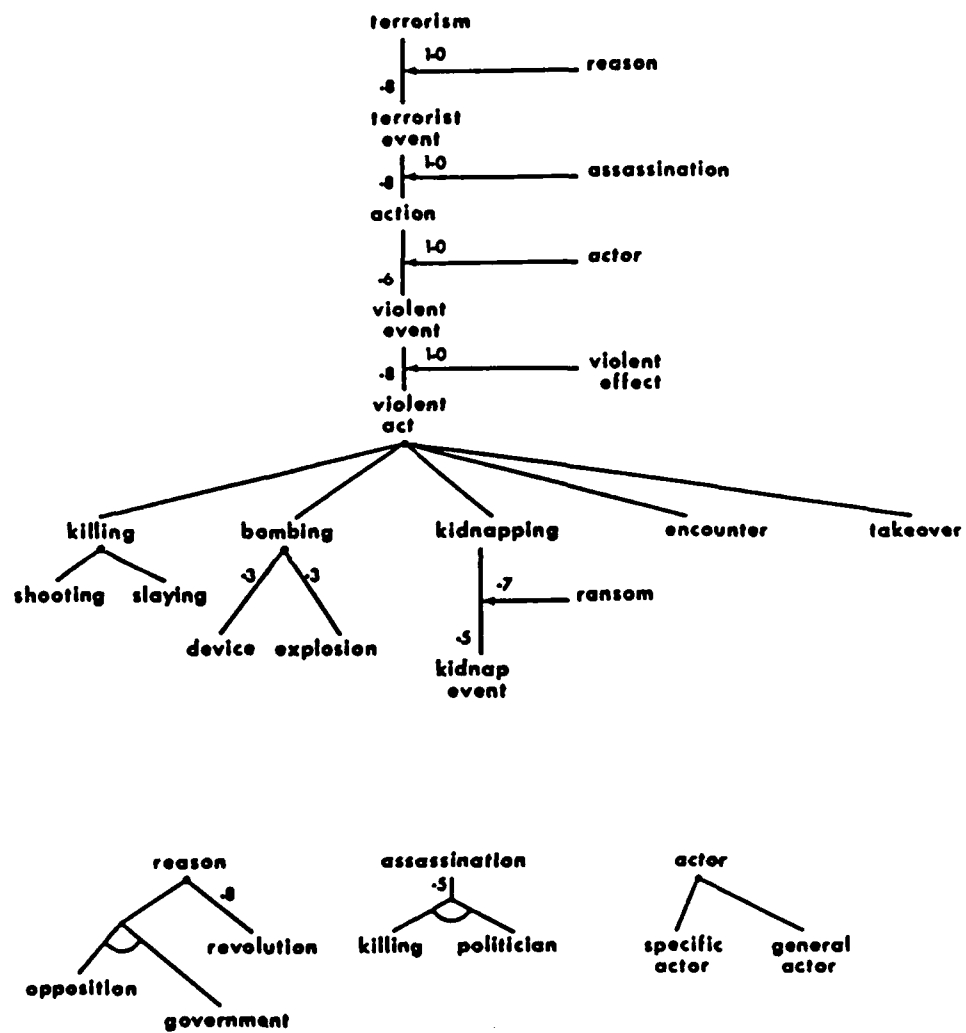 terrorism
1.0
reason
.8
terrorist
event
1.0
assassination
.8
action
1.0
actor
.6
violent
event
1.0
violent
effect
.8
violent
act
killing
bombing
kidnapping
encounter
takeover
.3
.3
.7
shooting
slaying
ransom
device
explosion
.5
kidnap
event
reason
assassination
actor
.8
.5
revolution
killing
politician
specific
actor
general
actor
opposition
government